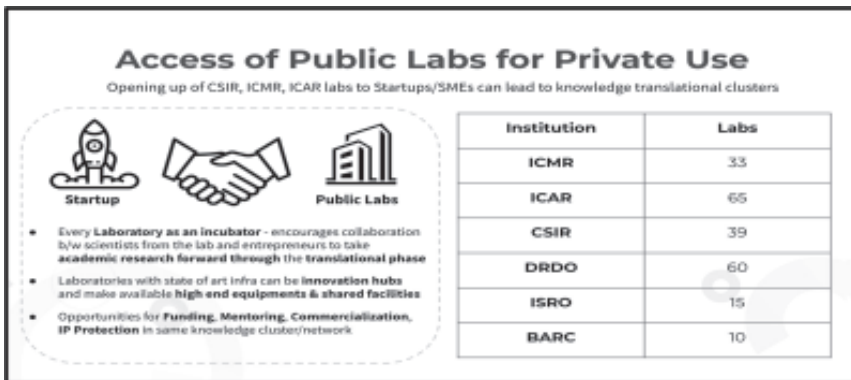 Access of Public Labs for Private Use
Opening up of CSIR, ICMR, ICAR labs to Startups/SMEs can lead to knowledge translational clusters
Startup
Public Labs
• Every Laboratory as an incubator - encourages collaboration
b/w scientists from the lab and entrepreneurs to take
academic research forward through the translational phase
• Laboratories with state of art infra can be innovation hubs
and make available high end equipments & shared facilities
• Opportunities for Funding, Mentoring, Commercialization,
IP Protection in same knowledge cluster/network
Institution Labs
ICMR 33
ICAR 65
CSIR 39
DRDO 60
ISRO 15
BARC 10